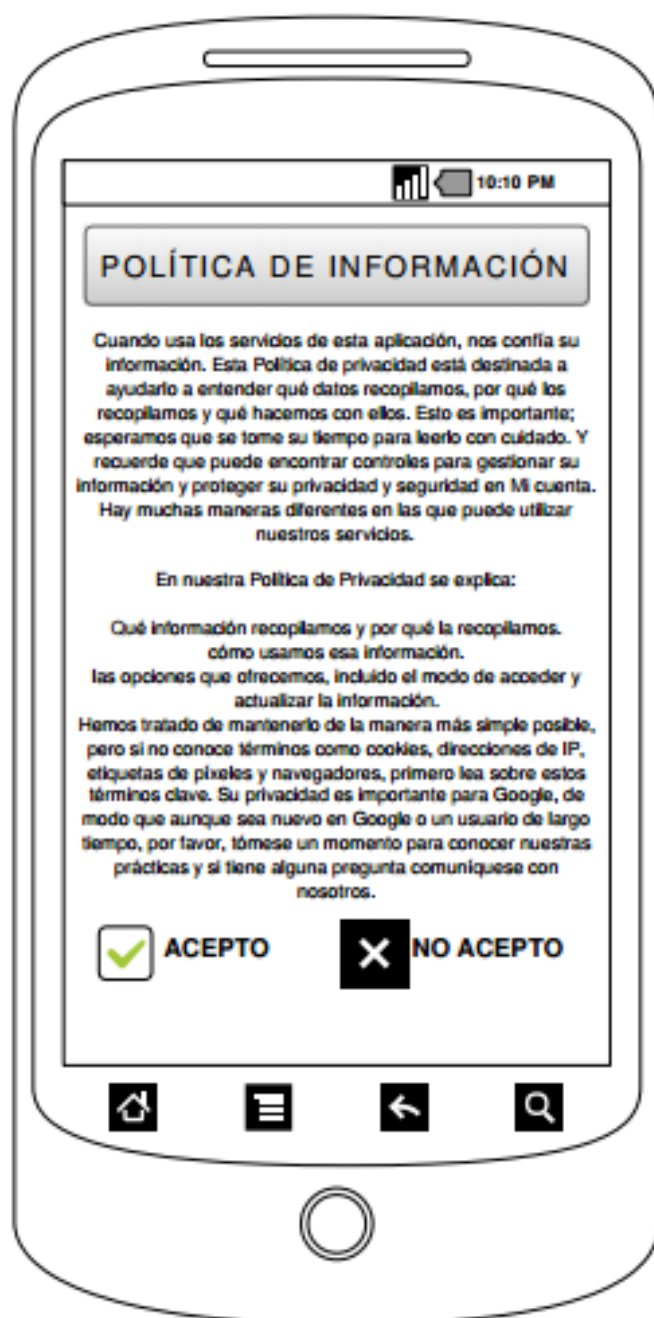 10:10 PM
POLÍTICA DE INFORMACIÓN
Cuando usa los servicios de esta aplicación, nos confía su
información. Esta Política de privacidad está destinada a
ayudarlo a entender qué datos recopilamos, por qué los
recopilamos y qué hacemos con ellos. Esto es importante;
esperamos que se tome su tiempo para leerlo con cuidado. Y
recuerde que puede encontrar controles para gestionar su
información y proteger su privacidad y seguridad en Mi cuenta.
Hay muchas maneras diferentes en las que puede utilizar
nuestros servicios.
En nuestra Política de Privacidad se explica:
Qué información recopilamos y por qué la recopilamos.
cómo usamos esa información.
las opciones que ofrecemos, incluido el modo de acceder y
actualizar la información.
Hemos tratado de mantenerlo de la manera más simple posible,
pero si no conoce términos como cookies, direcciones de IP,
etiquetas de píxeles y navegadores, primero lea sobre estos
términos clave. Su privacidad es importante para Google, de
modo que aunque sea nuevo en Google o un usuario de largo
tiempo, por favor, tómese un momento para conocer nuestras
prácticas y si tiene alguna pregunta comuníquese con
nosotros.
ACEPTO NO ACEPTO